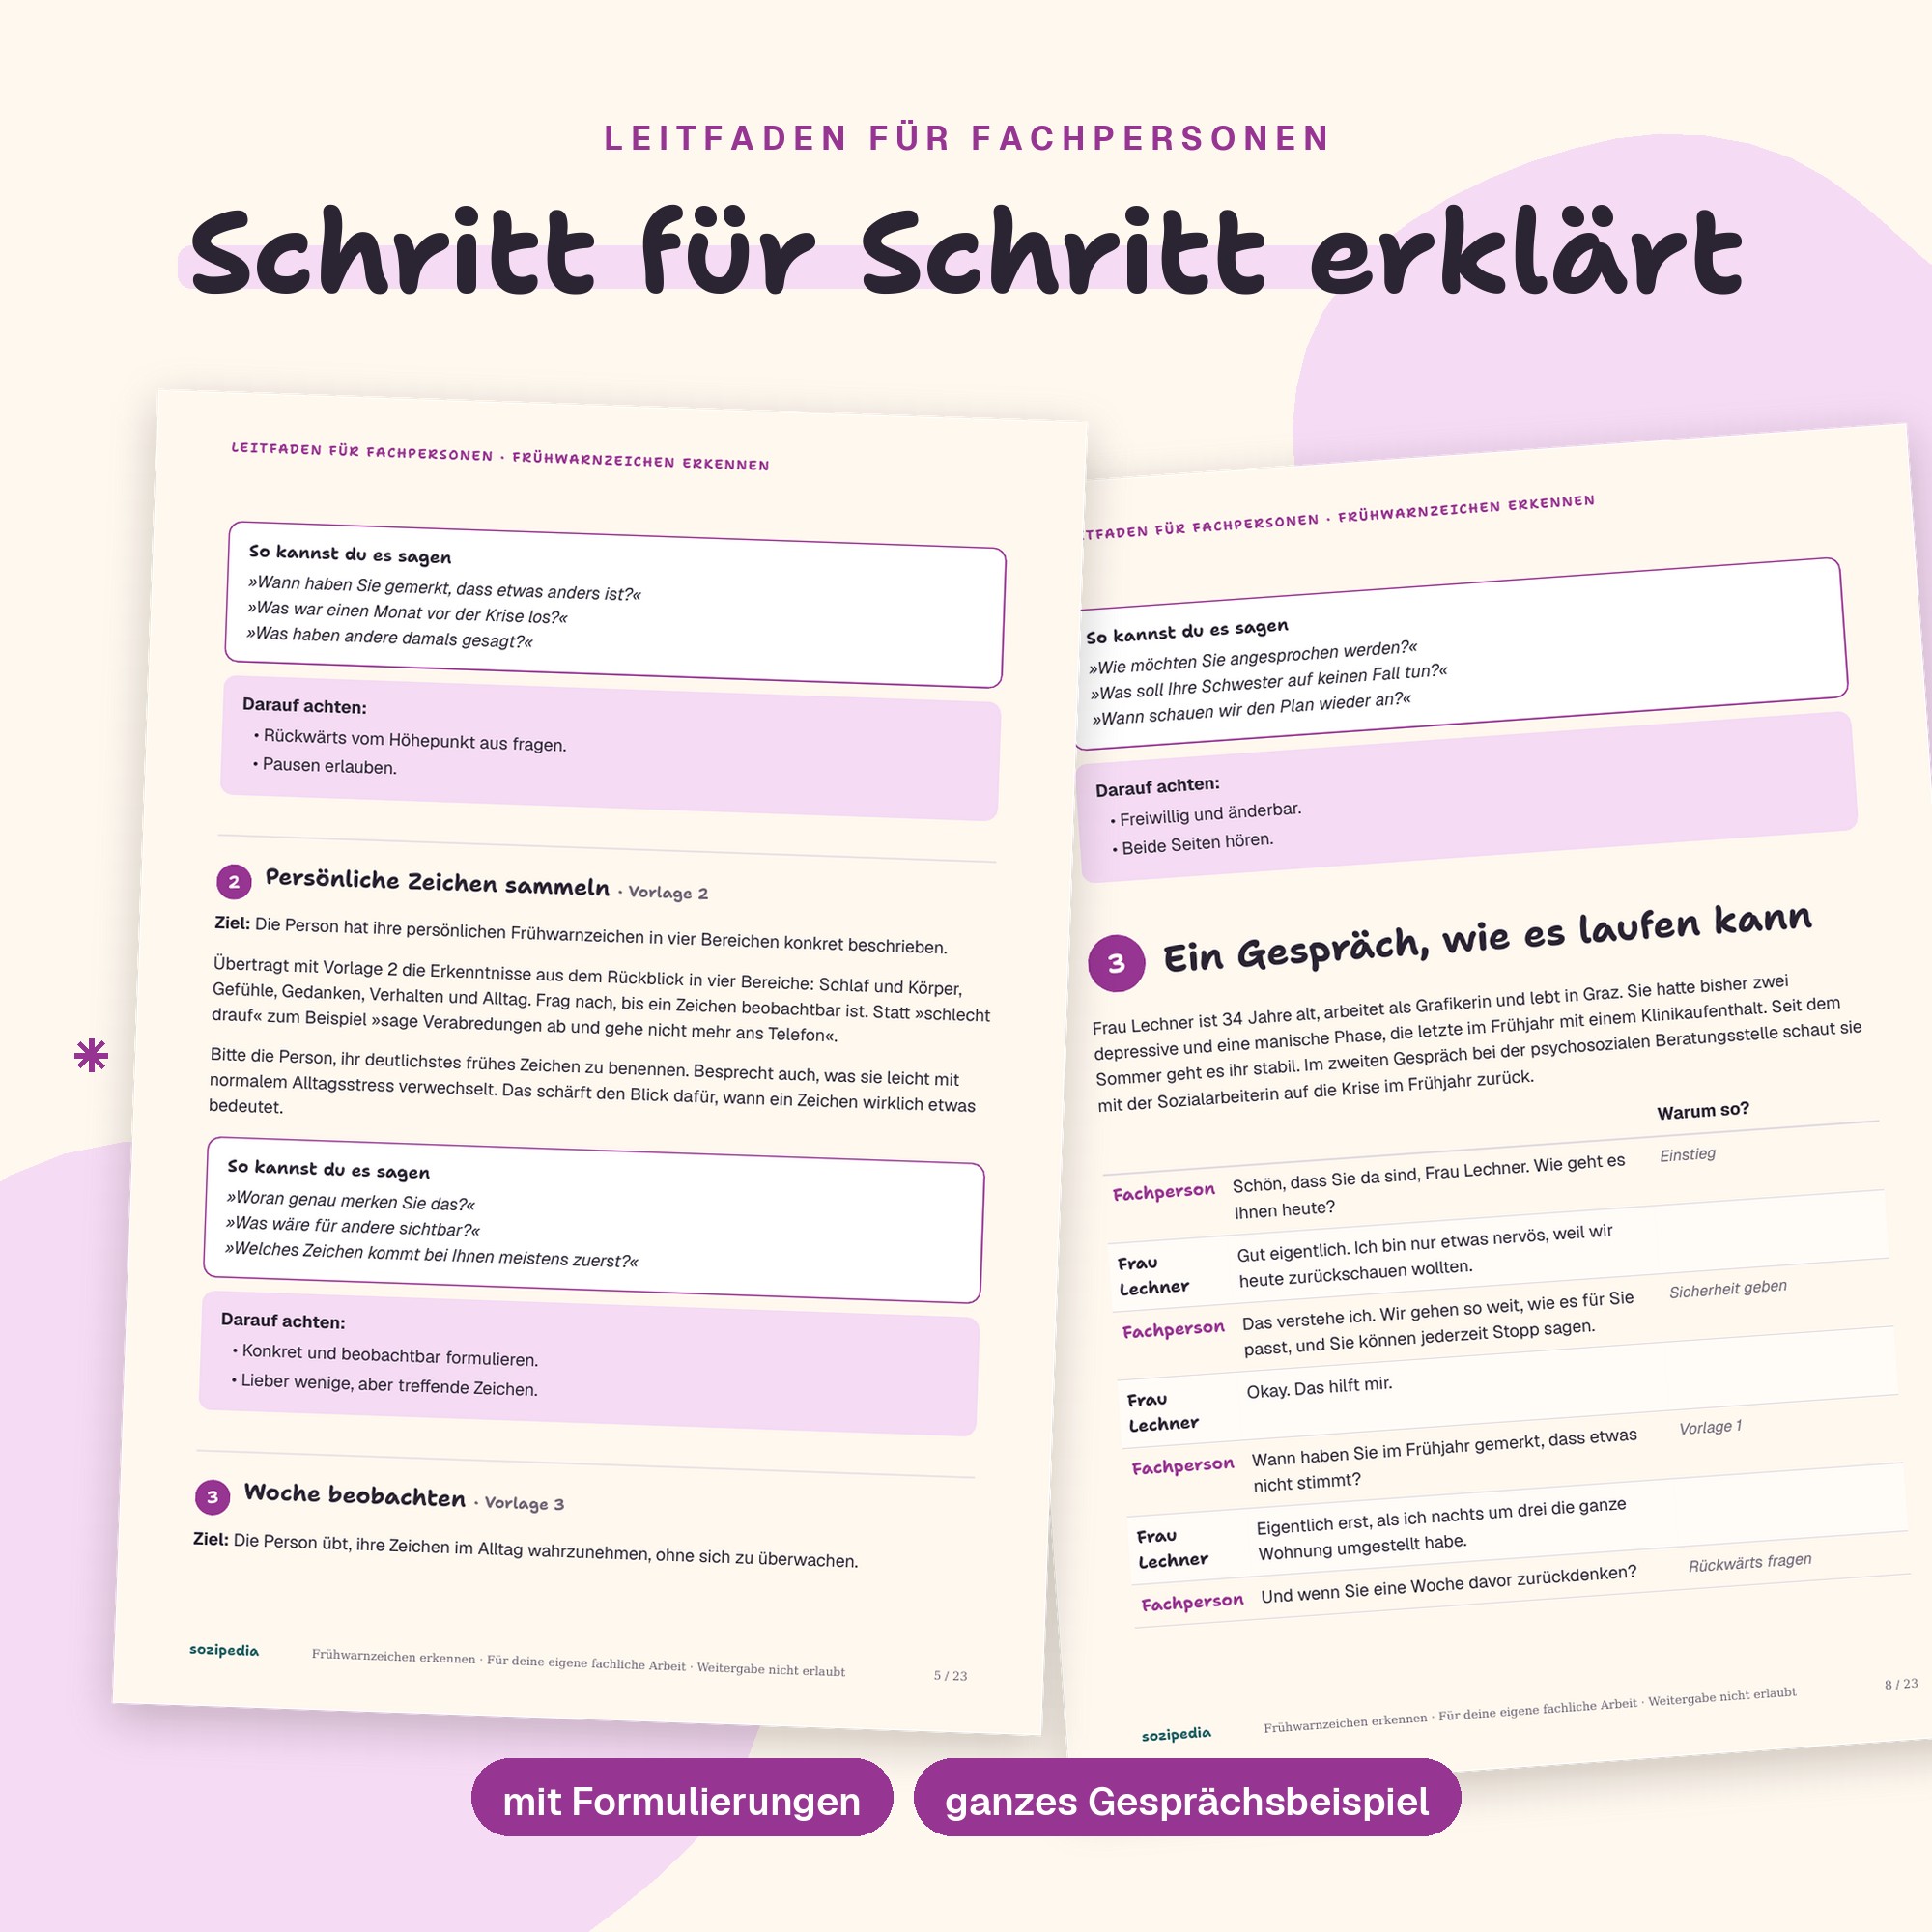 LEITFADEN FÜR FACHPERSONEN
Schritt für Schritt erklärt
LEITFADEN FÜR FACHPERSONEN · FRÜHWARNZEICHEN ERKENNEN
So kannst du es sagen
»Wann haben Sie gemerkt, dass etwas anders ist?«
»Was war einen Monat vor der Krise los?«
»Was haben andere damals gesagt?«
Darauf achten:
• Rückwärts vom Höhepunkt aus fragen.
• Pausen erlauben.
2 Persönliche Zeichen sammeln · Vorlage 2
Ziel: Die Person hat ihre persönlichen Frühwarnzeichen in vier Bereichen konkret beschrieben.
Übertragt mit Vorlage 2 die Erkenntnisse aus dem Rückblick in vier Bereiche: Schlaf und Körper,
Gefühle, Gedanken, Verhalten und Alltag. Frag nach, bis ein Zeichen beobachtbar ist. Statt »schlecht
drauf« zum Beispiel »sage Verabredungen ab und gehe nicht mehr ans Telefon«.
Bitte die Person, ihr deutlichstes frühes Zeichen zu benennen. Besprecht auch, was sie leicht mit
normalem Alltagsstress verwechselt. Das schärft den Blick dafür, wann ein Zeichen wirklich etwas
bedeutet.
So kannst du es sagen
»Woran genau merken Sie das?«
»Was wäre für andere sichtbar?«
»Welches Zeichen kommt bei Ihnen meistens zuerst?«
Darauf achten:
• Konkret und beobachtbar formulieren.
• Lieber wenige, aber treffende Zeichen.
3 Woche beobachten · Vorlage 3
Ziel: Die Person übt, ihre Zeichen im Alltag wahrzunehmen, ohne sich zu überwachen.
sozipedia Frühwarnzeichen erkennen · Für deine eigene fachliche Arbeit · Weitergabe nicht erlaubt 5 / 23
TFADEN FÜR FACHPERSONEN · FRÜHWARNZEICHEN ERKENNEN
So kannst du es sagen
»Wie möchten Sie angesprochen werden?«
»Was soll Ihre Schwester auf keinen Fall tun?«
»Wann schauen wir den Plan wieder an?«
Darauf achten:
• Freiwillig und änderbar.
• Beide Seiten hören.
3 Ein Gespräch, wie es laufen kann
Frau Lechner ist 34 Jahre alt, arbeitet als Grafikerin und lebt in Graz. Sie hatte bisher zwei
depressive und eine manische Phase, die letzte im Frühjahr mit einem Klinikaufenthalt. Seit dem
Sommer geht es ihr stabil. Im zweiten Gespräch bei der psychosozialen Beratungsstelle schaut sie
mit der Sozialarbeiterin auf die Krise im Frühjahr zurück.
Warum so?
Fachperson Schön, dass Sie da sind, Frau Lechner. Wie geht es Einstieg
Ihnen heute?
Frau Gut eigentlich. Ich bin nur etwas nervös, weil wir
Lechner heute zurückschauen wollten.
Fachperson Das verstehe ich. Wir gehen so weit, wie es für Sie Sicherheit geben
passt, und Sie können jederzeit Stopp sagen.
Frau Okay. Das hilft mir.
Lechner
Fachperson Wann haben Sie im Frühjahr gemerkt, dass etwas Vorlage 1
nicht stimmt?
Frau Eigentlich erst, als ich nachts um drei die ganze
Lechner Wohnung umgestellt habe.
Fachperson Und wenn Sie eine Woche davor zurückdenken? Rückwärts fragen
sozipedia Frühwarnzeichen erkennen · Für deine eigene fachliche Arbeit · Weitergabe nicht erlaubt 8 / 23
mit Formulierungen
ganzes Gesprächsbeispiel